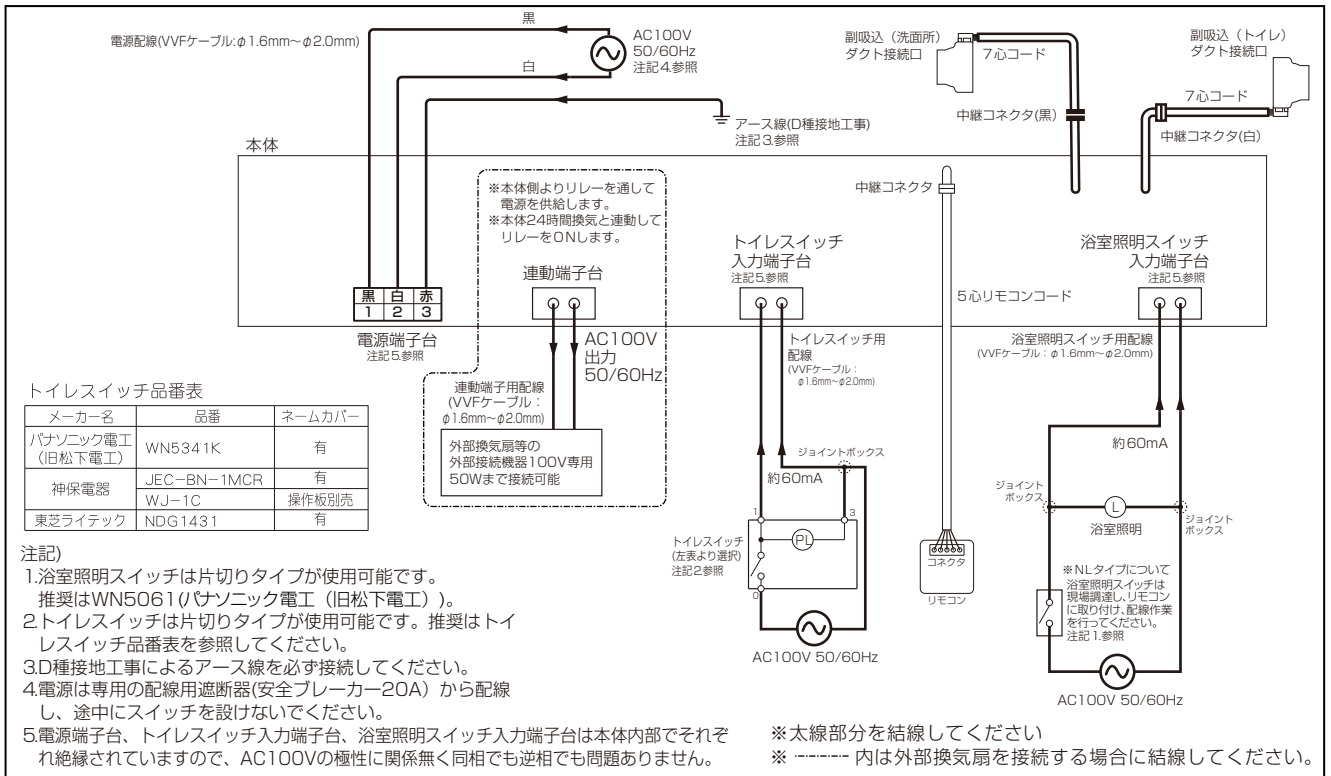 電源配線(VVFケーブル:φ1.6mm～φ2.0mm)
黒
白
AC100V
50/60Hz
注記4.参照
アース線(D種接地工事)
注記3.参照
副吸込（洗面所）
ダクト接続口
7心コード
中継コネクタ(黒)
副吸込（トイレ）
ダクト接続口
7心コード
中継コネクタ(白)
本体
※本体側よりリレーを通して
電源を供給します。
※本体24時間換気と連動して
リレーをONします。
中継コネクタ
連動端子台
トイレスイッチ
入力端子台
注記5.参照
浴室照明スイッチ
入力端子台
注記5.参照
黒 白 赤
1 2 3
電源端子台
注記5.参照
5心リモコンコード
AC100V
出力
50/60Hz
連動端子用配線
(VVFケーブル：
φ1.6mm～φ2.0mm)
外部換気扇等の
外部接続機器100V専用
50Wまで接続可能
トイレスイッチ用
配線
(VVFケーブル：
φ1.6mm～φ2.0mm)
浴室照明スイッチ用配線
(VVFケーブル：φ1.6mm～φ2.0mm)
トイレスイッチ品番表
メーカー名 品番 ネームカバー
パナソニック電工
（旧松下電工） WN5341K 有
神保電器 JEC－BN－1MCR 有
WJ－1C 操作板別売
東芝ライテック NDG1431 有
ジョイントボックス
約60mA
1
3
PL
0
トイレスイッチ
(左表より選択)
注記2.参照
AC100V 50/60Hz
コネクタ
リモコン
約60mA
ジョイント
ボックス
L
浴室照明
ジョイント
ボックス
※NLタイプについて
浴室照明スイッチは
現場調達し、リモコン
に取り付け、配線作業
を行ってください。
注記1.参照
AC100V 50/60Hz
注記)
1.浴室照明スイッチは片切りタイプが使用可能です。
推奨はWN5061(パナソニック電工（旧松下電工）)。
2.トイレスイッチは片切りタイプが使用可能です。推奨はトイ
レスイッチ品番表を参照してください。
3.D種接地工事によるアース線を必ず接続してください。
4.電源は専用の配線用遮断器(安全ブレーカー20A）から配線
し、途中にスイッチを設けないでください。
5.電源端子台、トイレスイッチ入力端子台、浴室照明スイッチ入力端子台は本体内部でそれぞ
れ絶縁されていますので、AC100Vの極性に関係無く同相でも逆相でも問題ありません。
※太線部分を結線してください
※ 内は外部換気扇を接続する場合に結線してください。